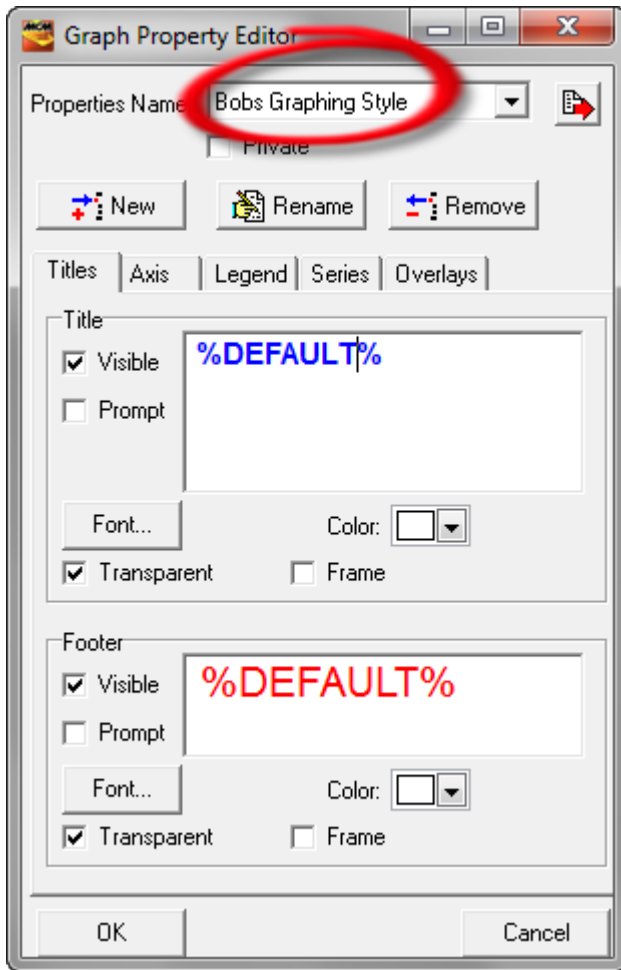 MCM
Graph Property Editor
Properties Name Bobs Graphing Style
Private
New Rename Remove
Titles Axis Legend Series Overlays
Title
Visible
%DEFAULT%
Prompt
Font... Color:
Transparent Frame
Footer
Visible
%DEFAULT%
Prompt
Font... Color:
Transparent Frame
OK Cancel